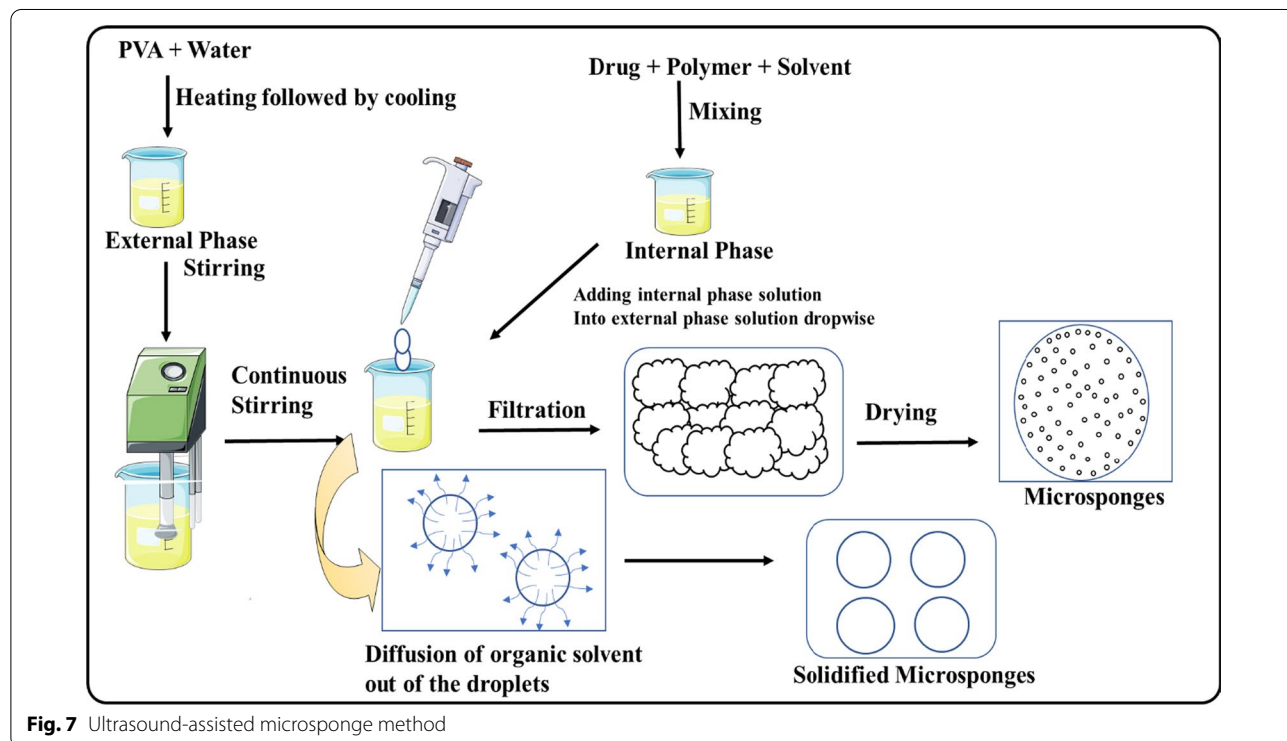 PVA + Water
Heating followed by cooling
External Phase
Stirring
Drug + Polymer + Solvent
Mixing
Internal Phase
Adding internal phase solution
Into external phase solution dropwise
Continuous
Stirring
Filtration
Drying
Microsponges
Diffusion of organic solvent
out of the droplets
Solidified Microsponges
Fig. 7 Ultrasound-assisted microsponge method